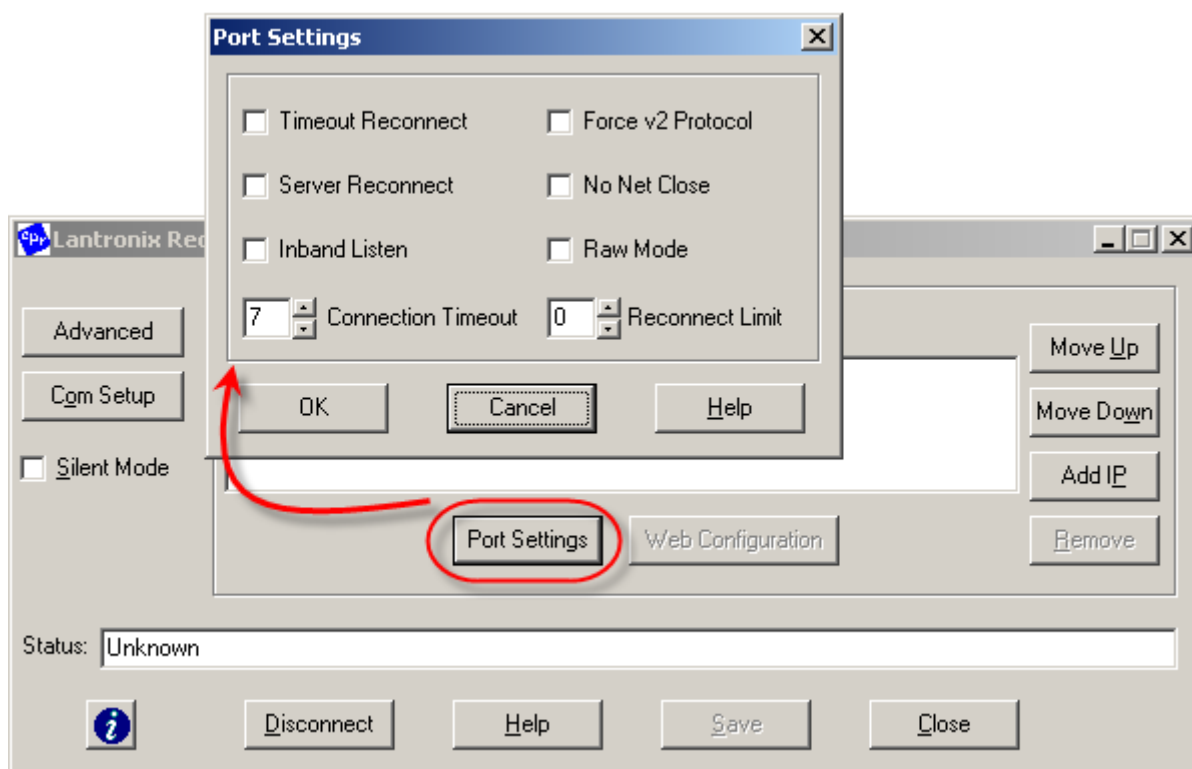 Port Settings
Timeout Reconnect
Force v2 Protocol
Server Reconnect
No Net Close
Inband Listen
Raw Mode
7 Connection Timeout
0 Reconnect Limit
OK
Cancel
Help
cpr Lantronix Red
Advanced
Com Setup
Silent Mode
Move Up
Move Down
Add IP
Remove
Port Settings
Web Configuration
Status: Unknown
i
Disconnect
Help
Save
Close